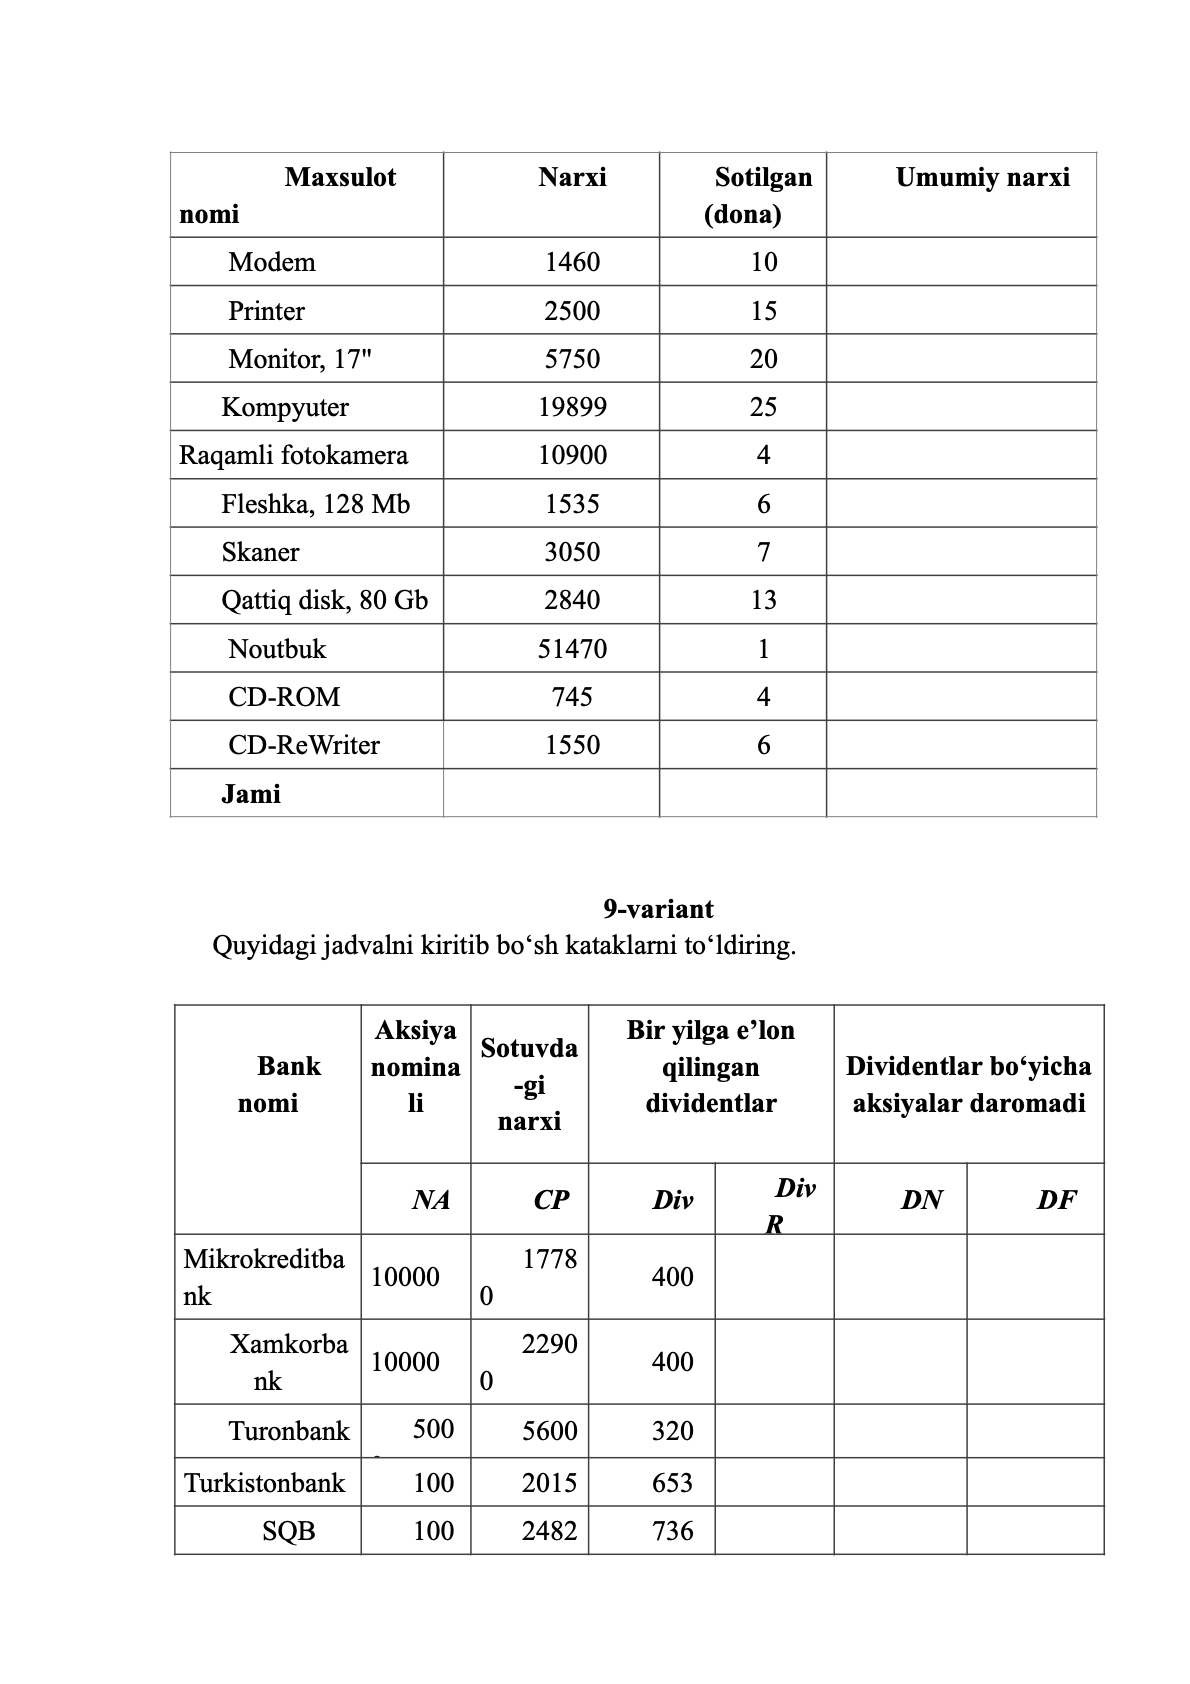 Maxsulot nomi Narxi Sotilgan (dona) Umumiy narxi
Modem 1460 10
Printer 2500 15
Monitor, 17" 5750 20
Kompyuter 19899 25
Raqamli fotokamera 10900 4
Fleshka, 128 Mb 1535 6
Skaner 3050 7
Qattiq disk, 80 Gb 2840 13
Noutbuk 51470 1
CD-ROM 745 4
CD-ReWriter 1550 6
Jami
9-variant
Quyidagi jadvalni kiritib bo‘sh kataklarni to‘ldiring.
Bank nomi Aksiya nominali Sotuvda-gi narxi Bir yilga e’lon qilingan dividentlar Dividentlar bo‘yicha aksiyalar daromadi
NA CP Div Div R DN DF
Mikrokreditbank 10000 17780 400
Xamkorbank 10000 22900 400
Turonbank 500 5600 320
Turkistonbank 100 2015 653
SQB 100 2482 736